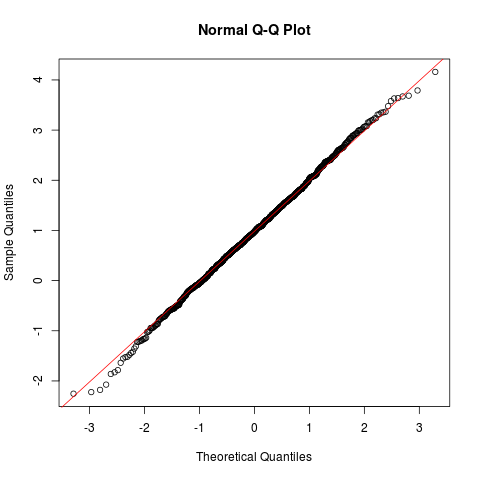 Normal Q-Q Plot
Sample Quantiles
4
3
2
1
0
-1
-2
-3 -2 -1 0 1 2 3
Theoretical Quantiles